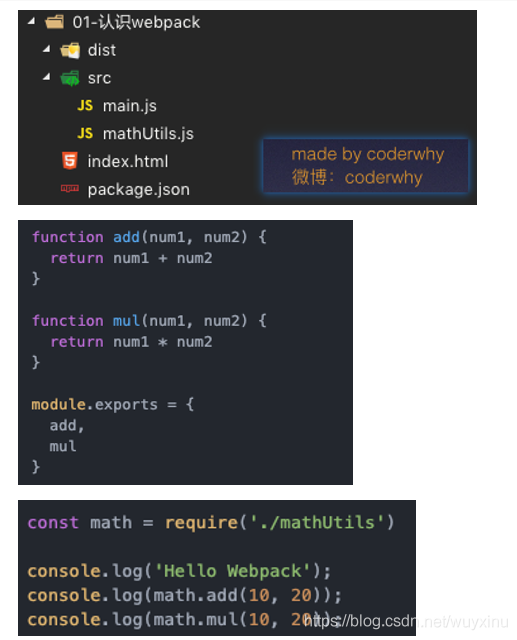 01-认识webpack
dist
src
JS main.js
JS mathUtils.js
index.html
package.json
made by coderwhy
微博：coderwhy
function add(num1, num2) {
return num1 + num2
}
function mul(num1, num2) {
return num1 * num2
}
module.exports = {
add,
mul
}
const math = require('./mathUtils')
console.log('Hello Webpack');
console.log(math.add(10, 20));
console.log(math.mul(10, 20));
https://blog.csdn.net/wuyxinu